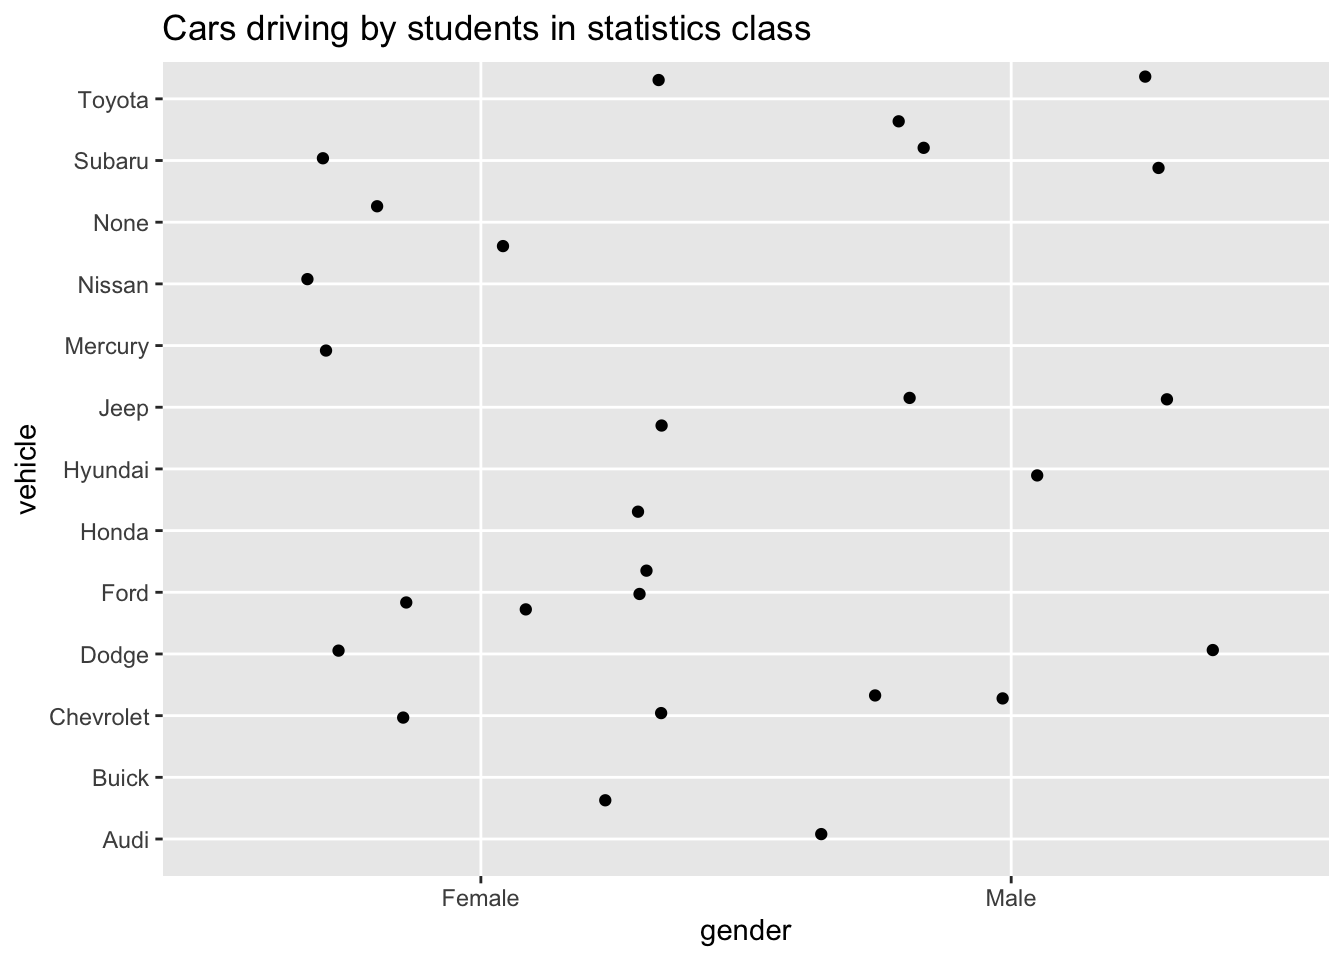 Cars driving by students in statistics class
Toyota
Subaru
None
Nissan
Mercury
Jeep
Hyundai
Honda
Ford
Dodge
Chevrolet
Buick
Audi
vehicle
Female
Male
gender